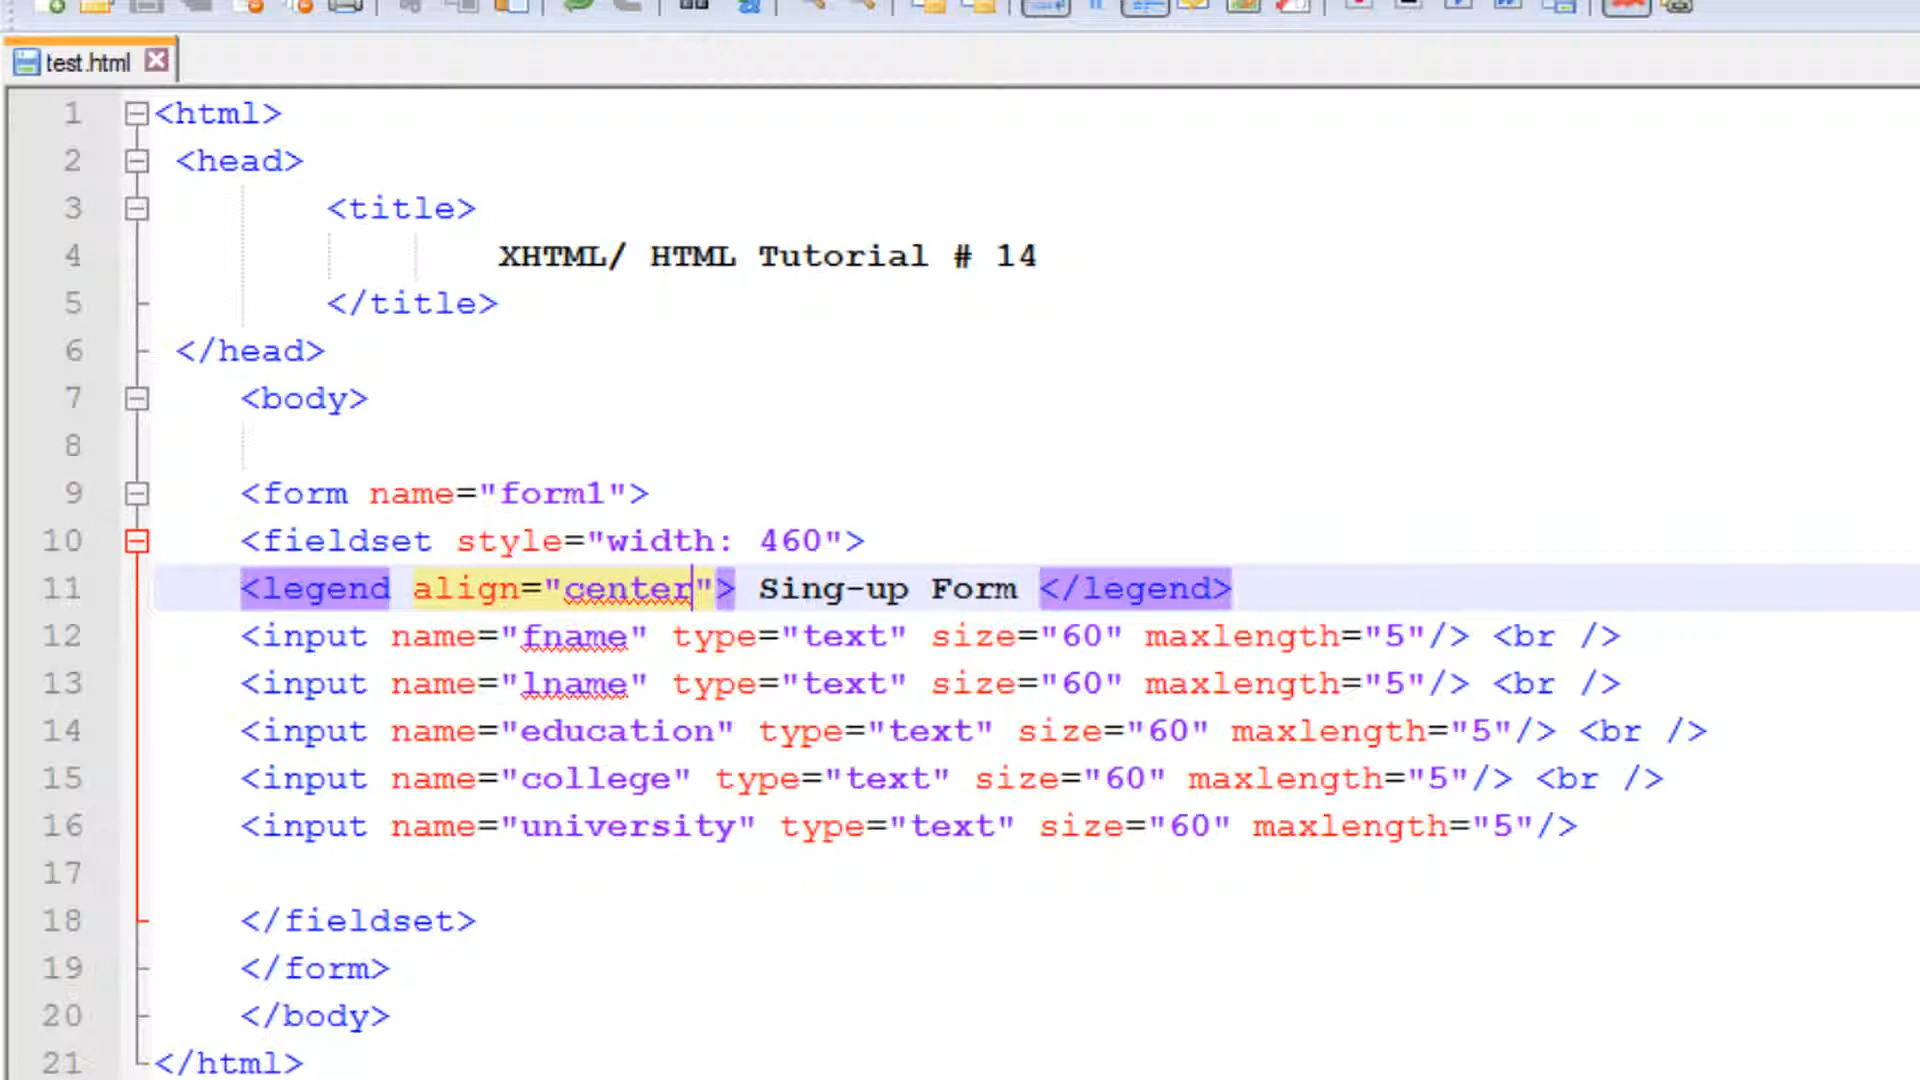 test.html
1 <html>
2 <head>
3 <title>
4 XHTML/ HTML Tutorial # 14
5 </title>
6 </head>
7 <body>
8
9 <form name="form1">
10 <fieldset style="width: 460">
11 <legend align="center"> Sing-up Form </legend>
12 <input name="fname" type="text" size="60" maxlength="5"/> <br />
13 <input name="lname" type="text" size="60" maxlength="5"/> <br />
14 <input name="education" type="text" size="60" maxlength="5"/> <br />
15 <input name="college" type="text" size="60" maxlength="5"/> <br />
16 <input name="university" type="text" size="60" maxlength="5"/>
17
18 </fieldset>
19 </form>
20 </body>
21 </html>